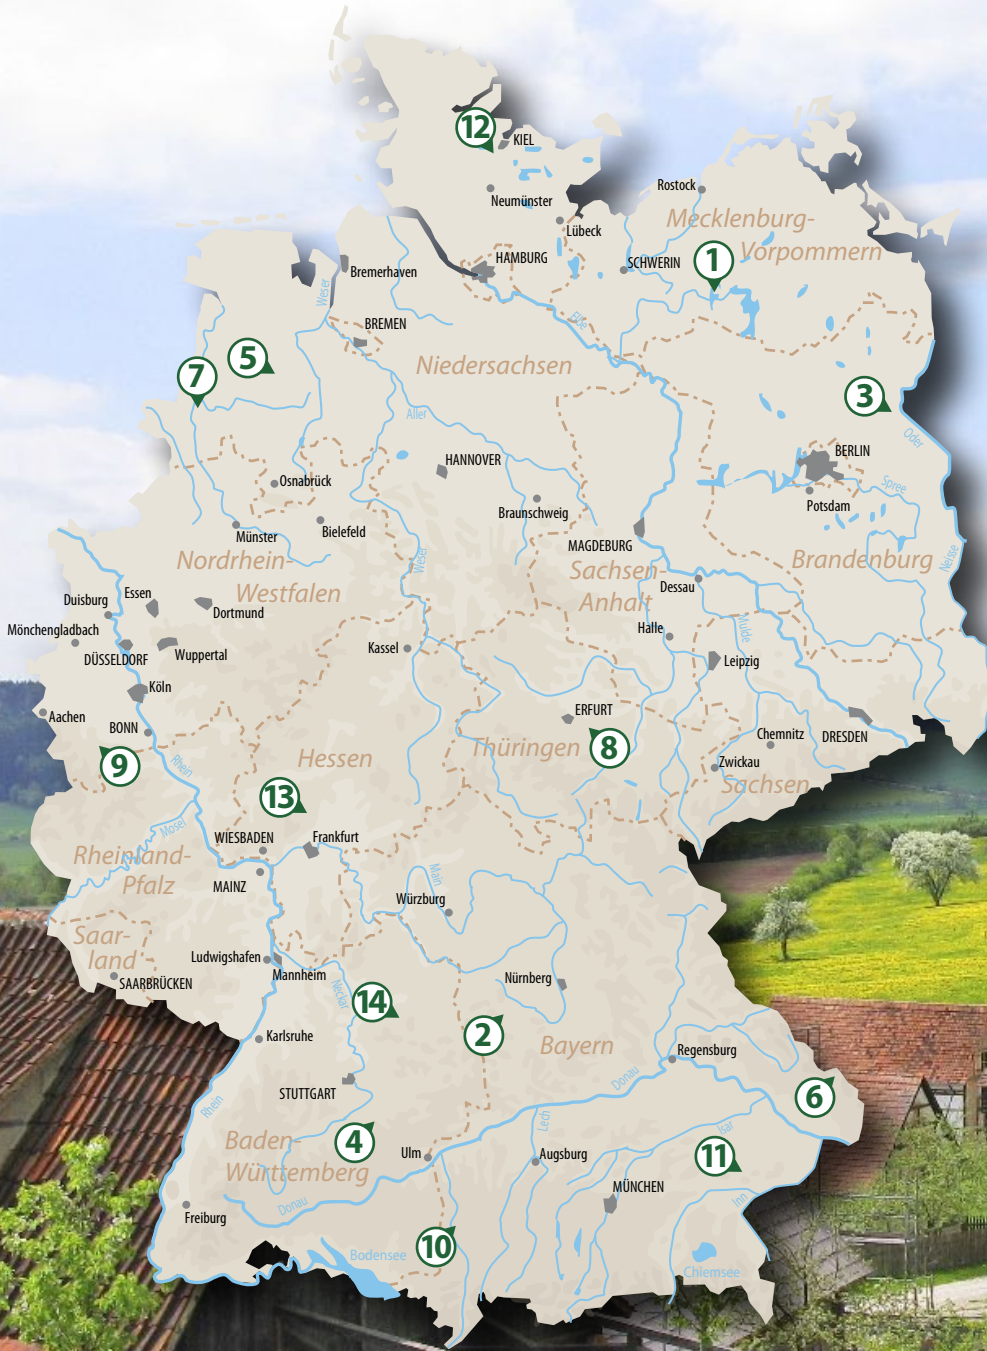 12
KIEL
Neumünster
Rostock
Lübeck
Mecklenburg-
Vorpommern
HAMBURG
SCHWERIN
1
Bremerhaven
Weser
Elbe
BREMEN
5
7
Niedersachsen
3
Aller
Oder
BERLIN
HANNOVER
Osnabrück
Spree
Potsdam
Braunschweig
Münster
Bielefeld
MAGDEBURG
Nordrhein-
Westfalen
Weser
Sachsen-
Anhalt
Brandenburg
Neisse
Dessau
Essen
Duisburg
Dortmund
Mönchengladbach
Halle
Mulde
DÜSSELDORF
Wuppertal
Kassel
Leipzig
Köln
Aachen
BONN
ERFURT
Thüringen
8
Chemnitz
DRESDEN
9
Rhein
Hessen
Zwickau
Sachsen
13
Mosel
WIESBADEN
Frankfurt
Rheinland-
Pfalz
MAINZ
Main
Würzburg
Saar-
land
Ludwigshafen
Mannheim
SAARBRÜCKEN
Nürnberg
Neckar
14
2
Karlsruhe
Bayern
Regensburg
STUTTGART
Donau
6
Rhein
Lech
Isar
Baden-
Württemberg
4
Ulm
Augsburg
11
MÜNCHEN
Inn
Freiburg
Donau
Bodensee
10
Chiemsee